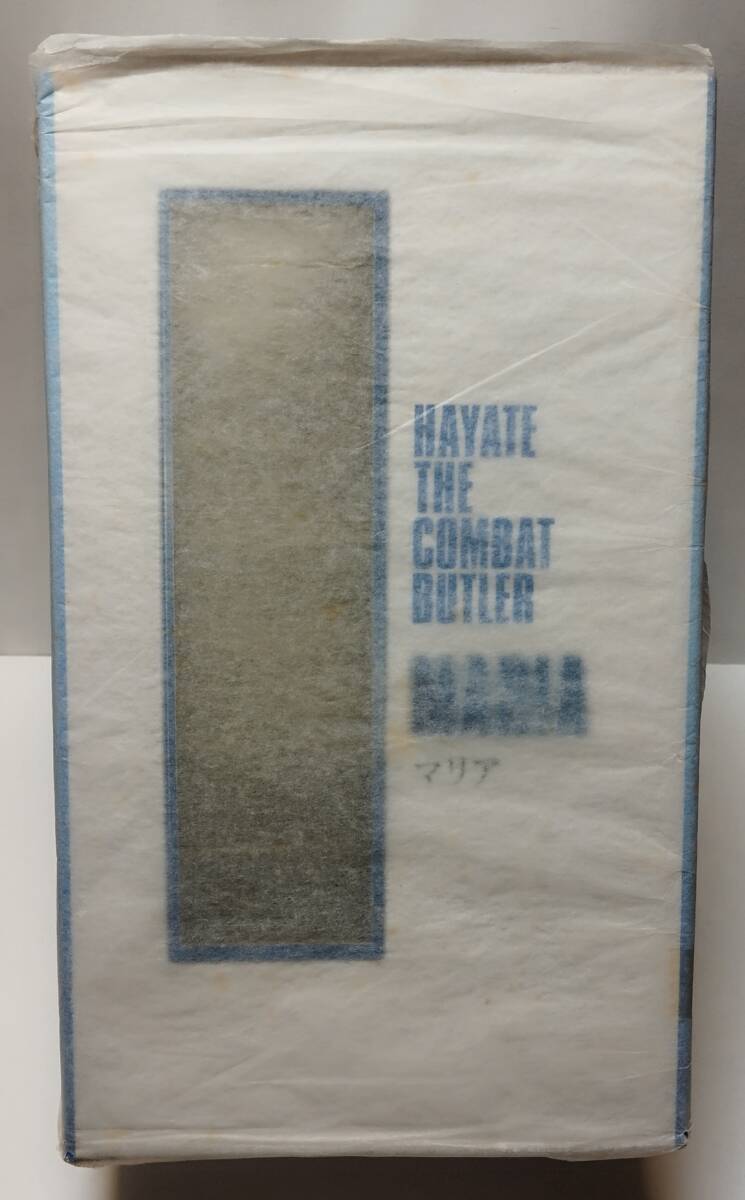 HAYATE
THE
COMBAT
BUTLER
MARIA
マリア